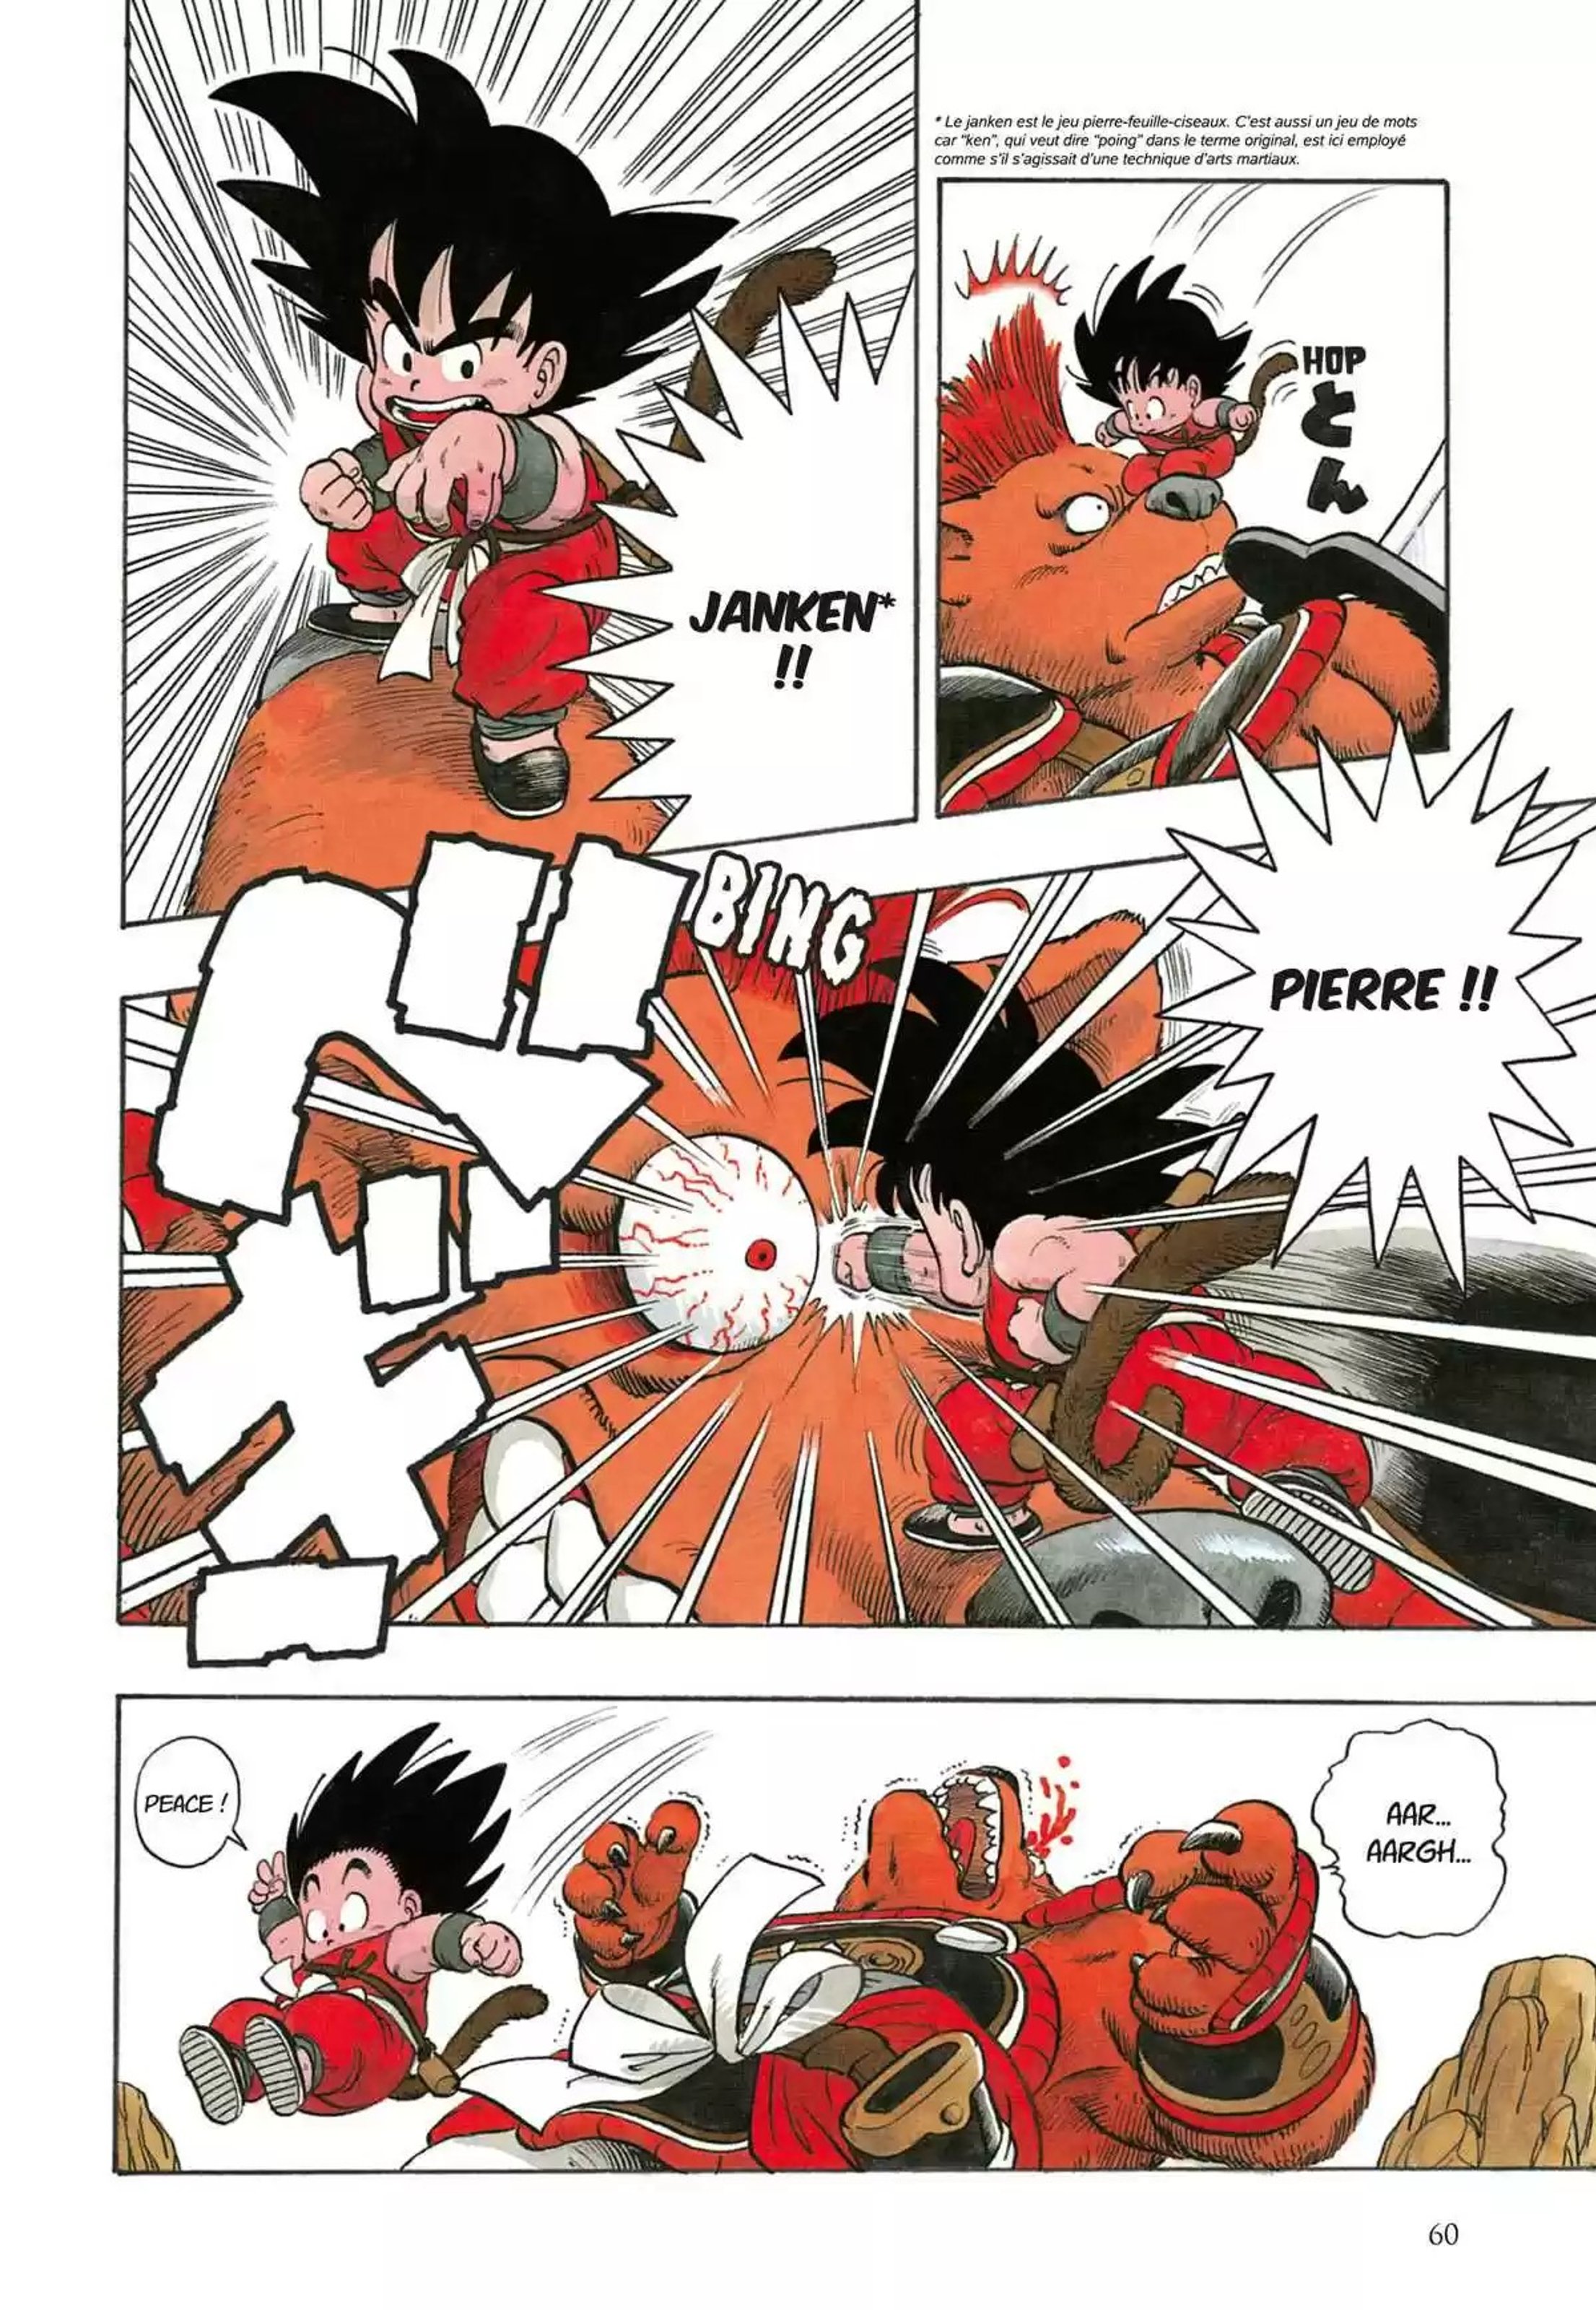 * Le janken est le jeu pierre-feuille-ciseaux. C'est aussi un jeu de mots
car "ken", qui veut dire "poing" dans le terme original, est ici employé
comme s'il s'agissait d'une technique d'arts martiaux.
HOP
とん
JANKEN*
!!
PIERRE !!
BING
AAR...
AARGH...
PEACE !
60